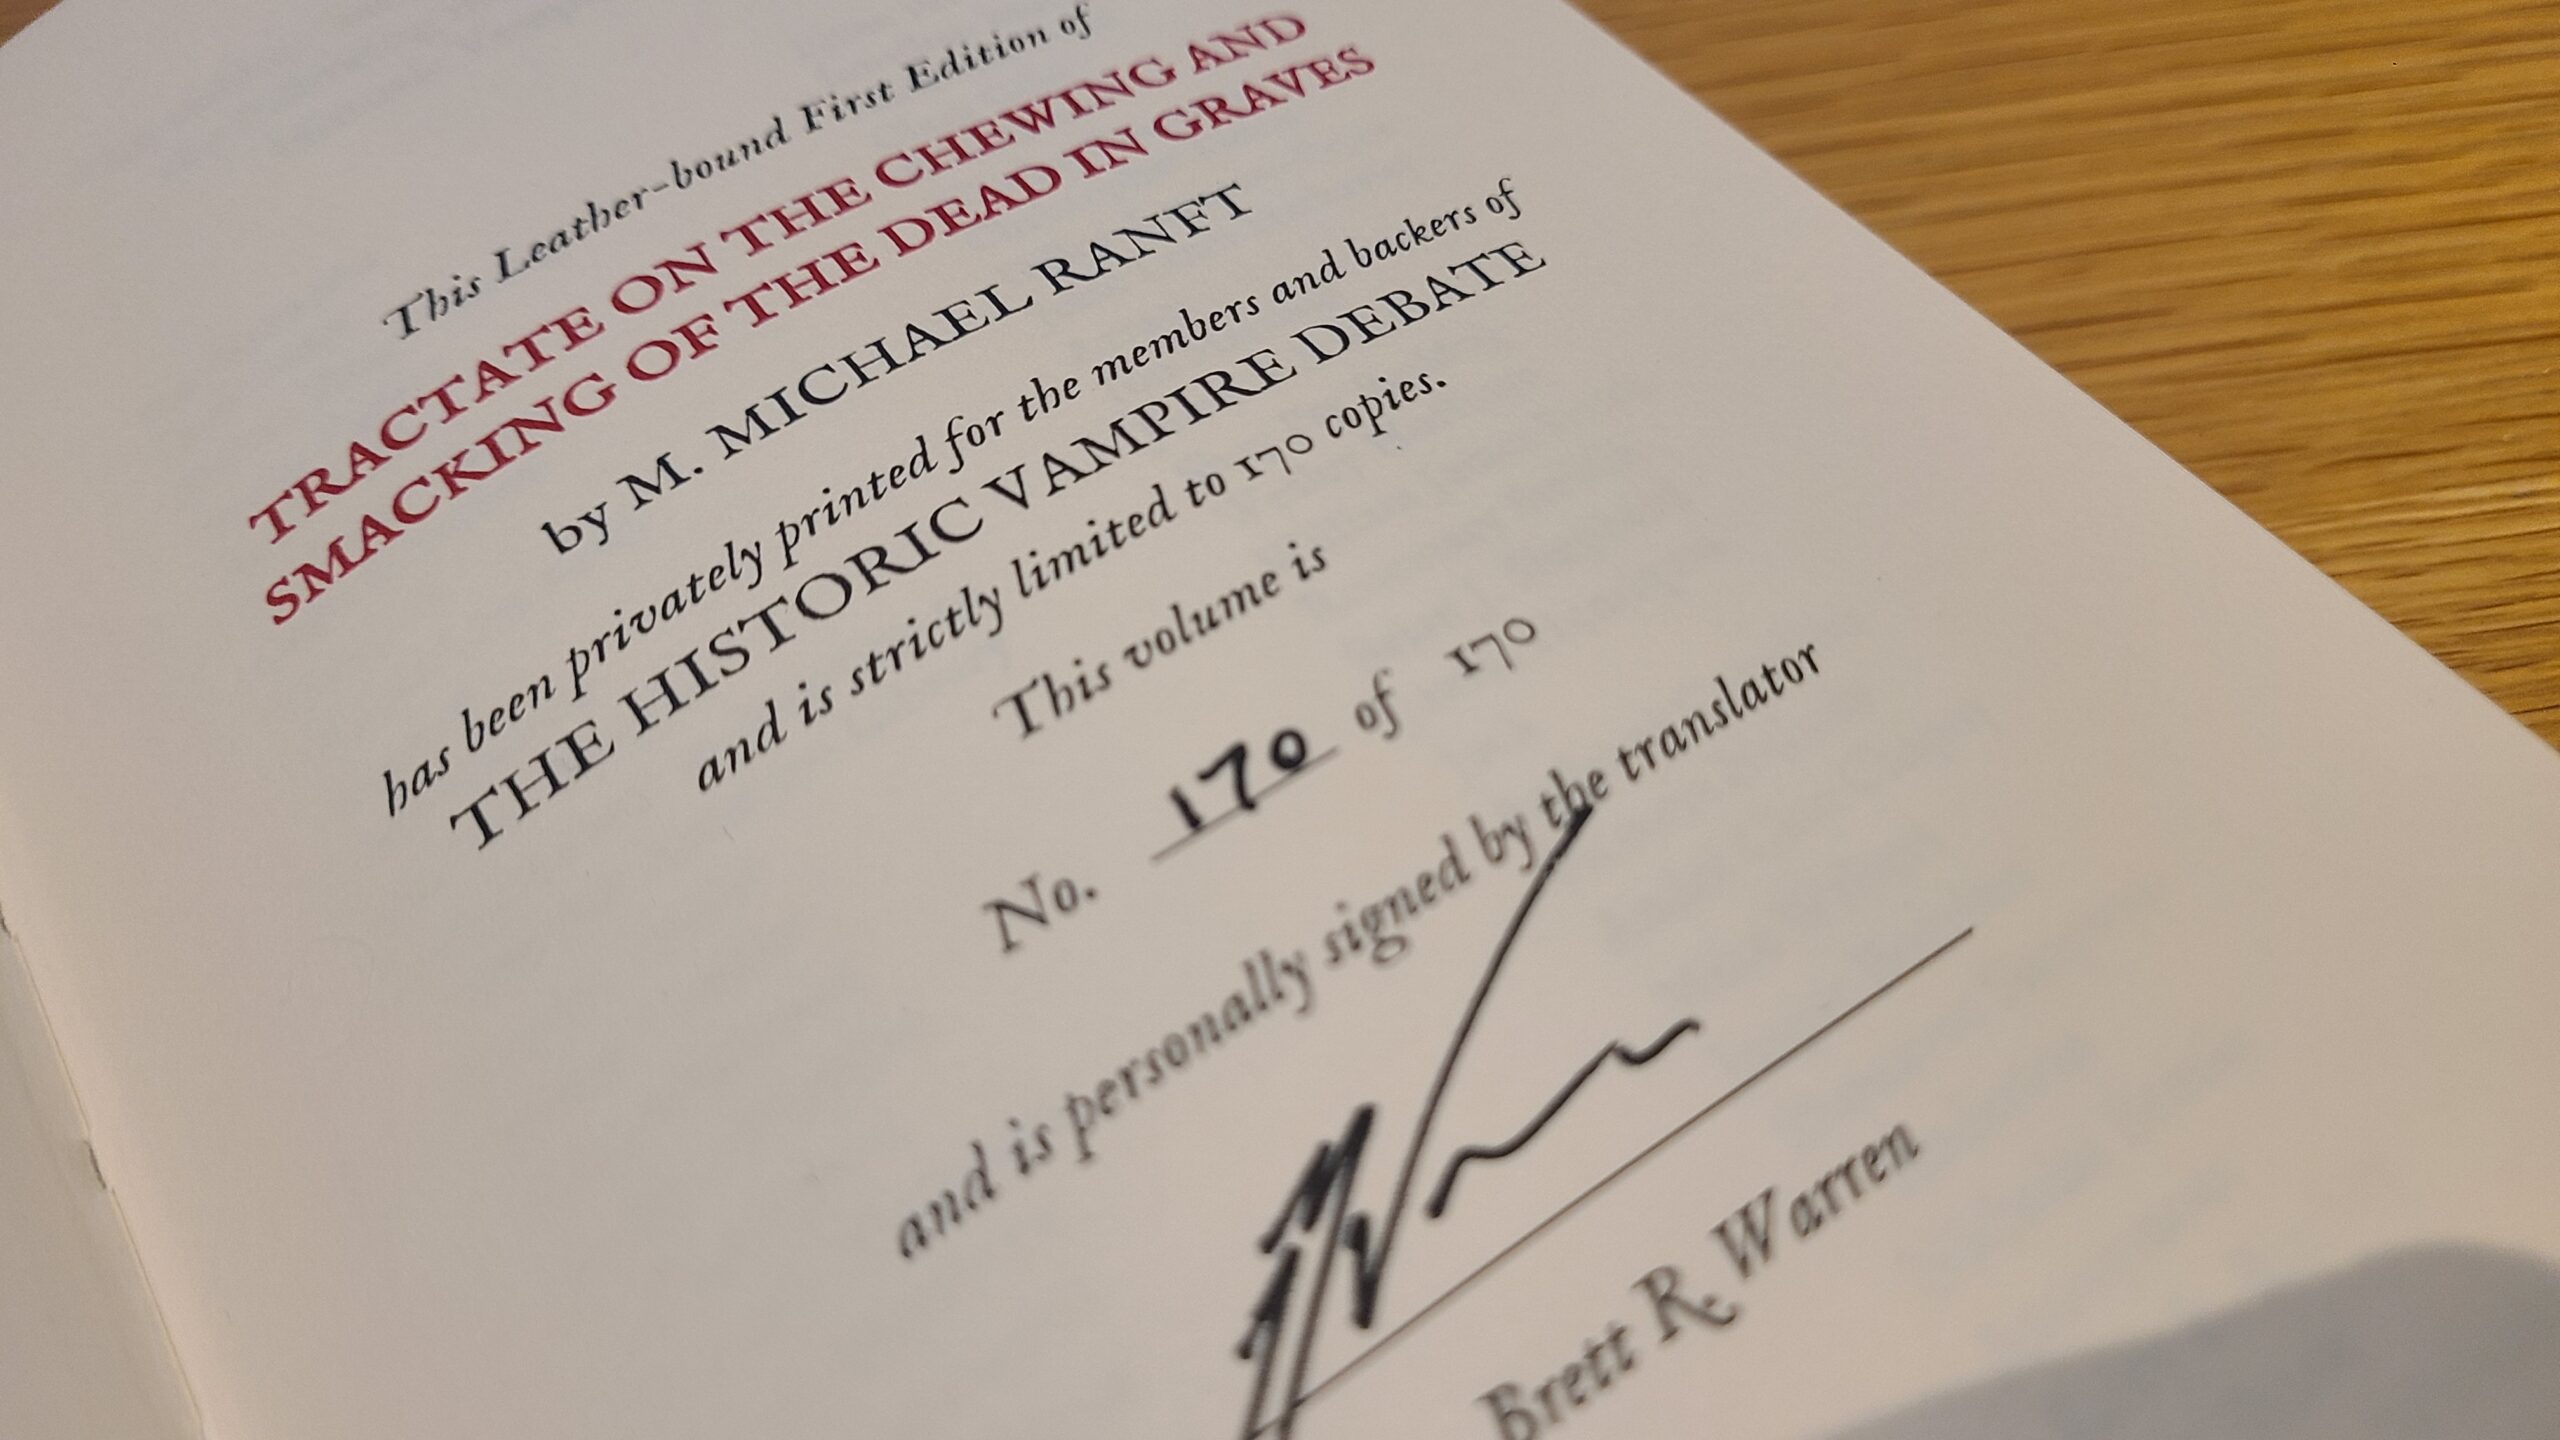 This Leather-bound First Edition of
TRACTATE ON THE CHEWING AND
SMACKING OF THE DEAD IN GRAVES
by M. MICHAEL RANFT
has been privately printed for the members and backers of
THE HISTORIC VAMPIRE DEBATE
and is strictly limited to 170 copies.
This volume is
No. 170 of 170
and is personally signed by the translator
Brett R. Warren